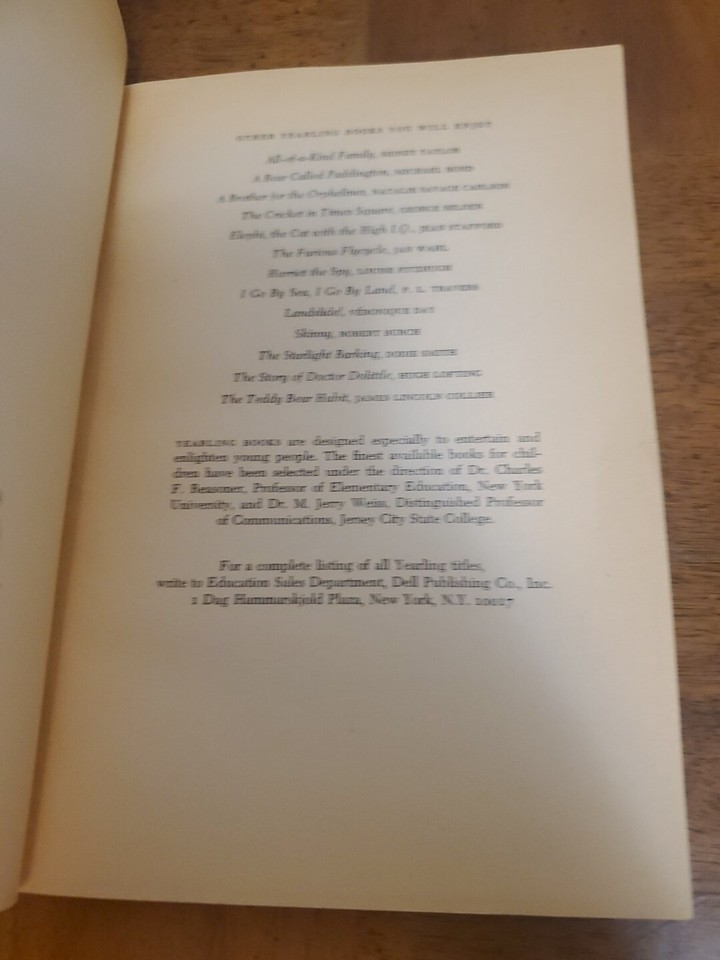 OTHER YEARLING BOOKS YOU WILL ENJOY
All-of-a-Kind Family, SIDNEY TAYLOR
A Bear Called Paddington, MICHAEL BOND
A Brother for the Orphelines, NATALIE SAVAGE CARLSON
The Cricket in Times Square, GEORGE SELDEN
Elephi, the Cat with the High I.Q., JEAN STAFFORD
The Furious Flycycle, JAN WAHL
Harriet the Spy, LOUISE FITZHUGH
I Go By Sea, I Go By Land, P. L. TRAVERS
Landslide!, VÉRONIQUE DAY
Skinny, ROBERT BURCH
The Starlight Barking, DODIE SMITH
The Story of Doctor Dolittle, HUGH LOFTING
The Teddy Bear Habit, JAMES LINCOLN COLLIER
YEARLING BOOKS are designed especially to entertain and
enlighten young people. The finest available books for chil-
dren have been selected under the direction of Dr. Charles
F. Reasoner, Professor of Elementary Education, New York
University, and Dr. M. Jerry Weiss, Distinguished Professor
of Communications, Jersey City State College.
For a complete listing of all Yearling titles,
write to Education Sales Department, Dell Publishing Co., Inc.
1 Dag Hammarskjold Plaza, New York, N.Y. 10017